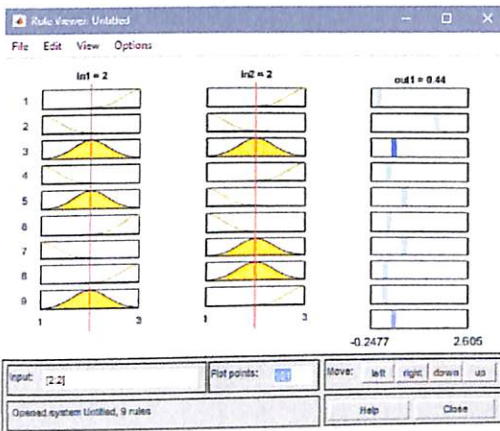 Rule Viewer: Untitled
File Edit View Options
in1 = 2
in2 = 2
out1 = 0.44
1
2
3
4
5
6
7
8
9
1 3
1 3
-0.2477 2.605
Input: [2;2]
Plot points: 101
Move: left right down up
Opened system Untitled, 9 rules
Help Close